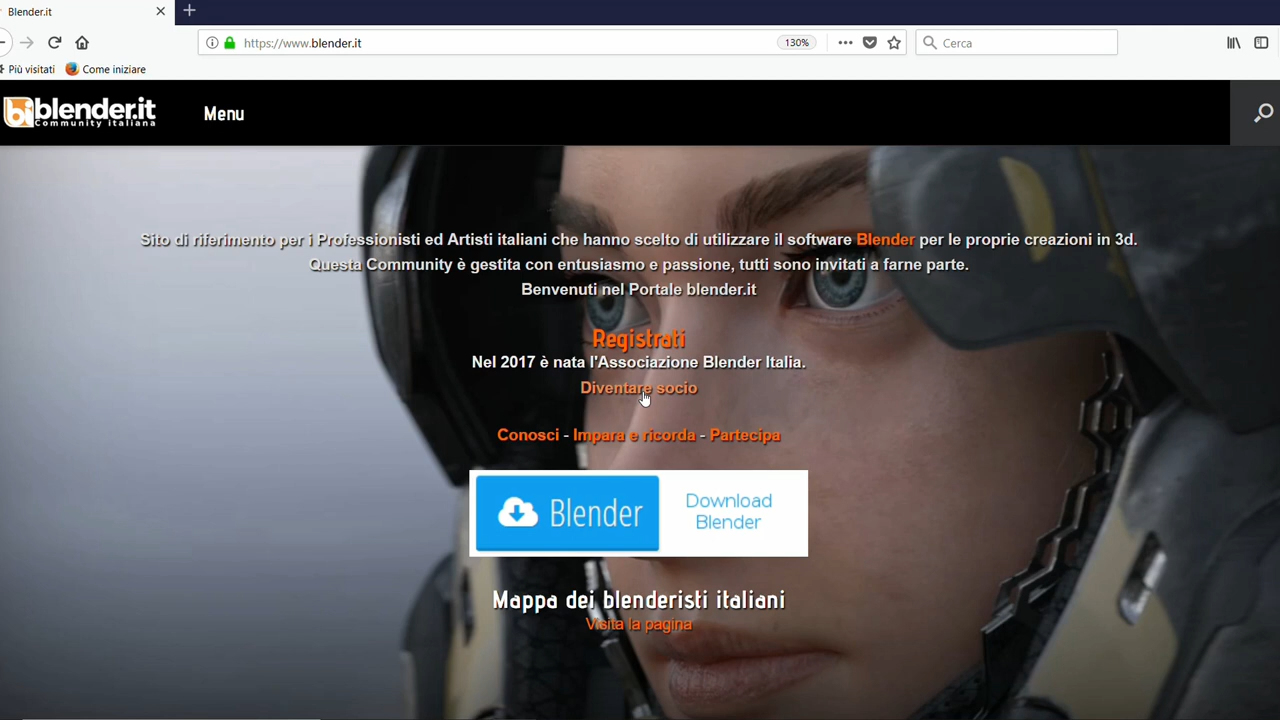 Blender.it
https://www.blender.it
130%
Cerca
Più visitati
Come iniziare
bi blender.it
Community italiana
Menu
Sito di riferimento per i Professionisti ed Artisti italiani che hanno scelto di utilizzare il software Blender per le proprie creazioni in 3d.
Questa Community è gestita con entusiasmo e passione, tutti sono invitati a farne parte.
Benvenuti nel Portale blender.it
Registrati
Nel 2017 è nata l'Associazione Blender Italia.
Diventare socio
Conosci - Impara e ricorda - Partecipa
Blender
Download
Blender
Mappa dei blenderisti italiani
Visita la pagina